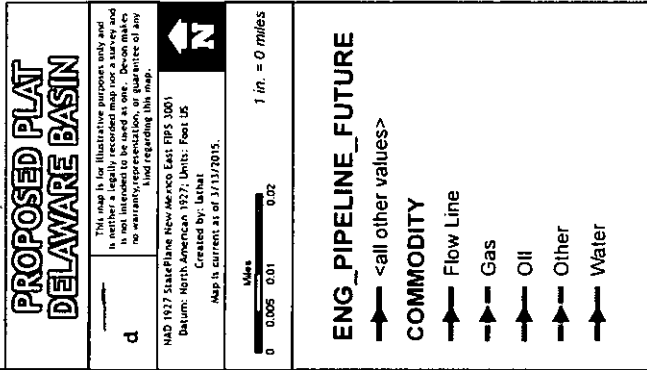 PROPOSED PLAT
DELAWARE BASIN
d
This map is for illustrative purposes only and
is neither a legally recorded map nor a survey and
is not intended to be used as one. Devon makes
no warranty, representation, or guarantee of any
kind regarding this map.
NAD 1927 StatePlane New Mexico East FIPS 3001
Datum: North American 1927; Units: Foot US
Created by: lathat
Map is current as of 3/13/2015.
N
Miles
0 0.005 0.01 0.02
1 in. = 0 miles
ENG_PIPELINE_FUTURE
<all other values>
COMMODITY
Flow Line
Gas
Oil
Other
Water